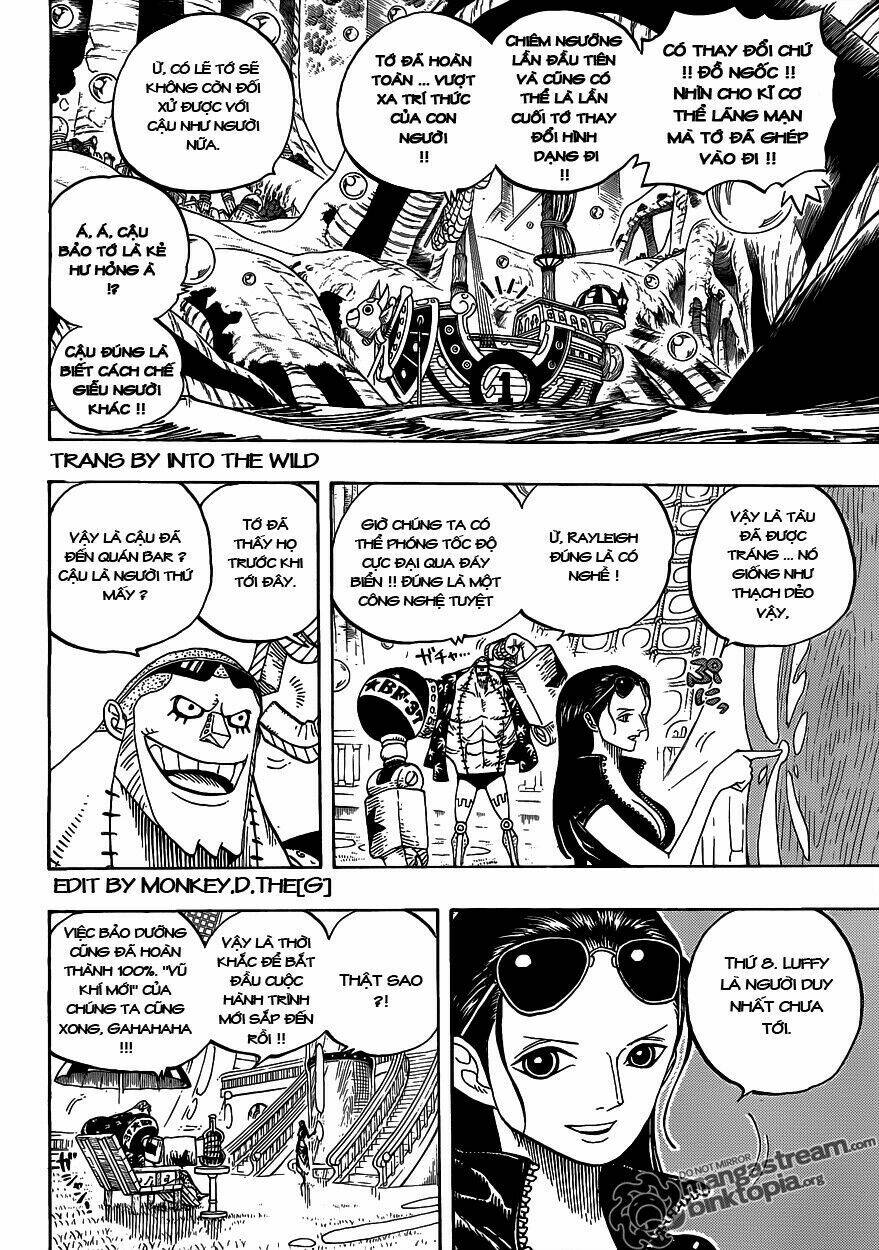 CÓ THAY ĐỔI CHỨ
!! ĐỒ NGỐC !!
NHÌN CHO KĨ CƠ
THỂ LÃNG MẠN
MÀ TỚ ĐÃ GHÉP
VÀO ĐI !!
CHIÊM NGƯỠNG
LẦN ĐẦU TIÊN
VÀ CŨNG CÓ
THỂ LÀ LẦN
CUỐI TỚ THAY
ĐỔI HÌNH
DẠNG ĐI !!
TỚ ĐÃ HOÀN
TOÀN ... VƯỢT
XA TRÍ THỨC
CỦA CON
NGƯỜI
!!
Ừ, CÓ LẼ TỚ SẼ
KHÔNG CÒN ĐỐI
XỬ ĐƯỢC VỚI
CẬU NHƯ NGƯỜI
NỮA.
Á, Á, CẬU
BẢO TỚ LÀ KẺ
HƯ HỎNG À
!?
CẬU ĐÚNG LÀ
BIẾT CÁCH CHẾ
GIỄU NGƯỜI
KHÁC !!
1
TRANS BY INTO THE WILD
VẬY LÀ TÀU
ĐÃ ĐƯỢC
TRÁNG ... NÓ
GIỐNG NHƯ
THẠCH DẺO
VẬY,
Ừ, RAYLEIGH
ĐÚNG LÀ CÓ
NGHỀ !
GIỜ CHÚNG TA CÓ
THỂ PHÓNG TỐC ĐỘ
CỰC ĐẠI QUA ĐÁY
BIỂN !! ĐÚNG LÀ MỘT
CÔNG NGHỆ TUYỆT
ガチャ…
ぷに
★BF-37
TỚ ĐÃ
THẤY HỌ
TRƯỚC KHI
TỚI ĐÂY.
VẬY LÀ CẬU ĐÃ
ĐẾN QUÁN BAR ?
CẬU LÀ NGƯỜI THỨ
MẤY ?
EDIT BY MONKEY.D.THE[G]
THỨ 8. LUFFY
LÀ NGƯỜI DUY
NHẤT CHƯA
TỚI.
THẬT SAO
?!
VẬY LÀ THỜI
KHẮC ĐỂ BẮT
ĐẦU CUỘC
HÀNH TRÌNH
MỚI SẮP ĐẾN
RỒI !!
VIỆC BẢO DƯỠNG
CŨNG ĐÃ HOÀN
THÀNH 100%. "VŨ
KHÍ MỚI" CỦA
CHÚNG TA CŨNG
XONG, GAHAHAHA
!!!
DO NOT MIRROR
mangastream.com
oinktopia.org